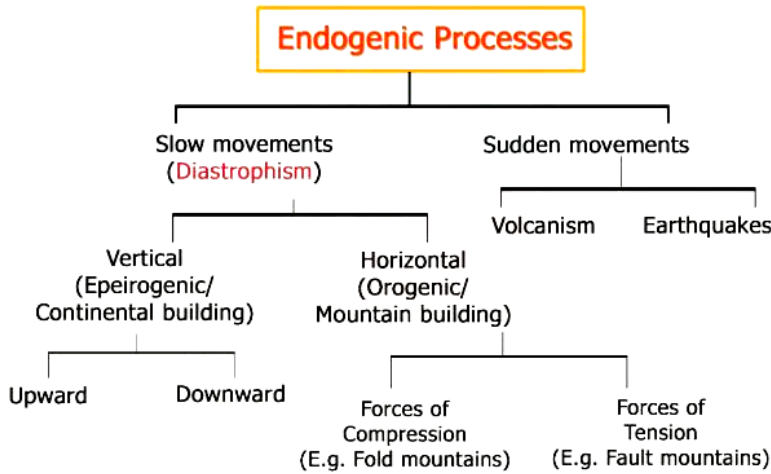 Endogenic Processes
Slow movements
(Diastrophism)
Sudden movements
Volcanism
Earthquakes
Vertical
(Epeirogenic/
Continental building)
Horizontal
(Orogenic/
Mountain building)
Upward
Downward
Forces of
Compression
(E.g. Fold mountains)
Forces of
Tension
(E.g. Fault mountains)